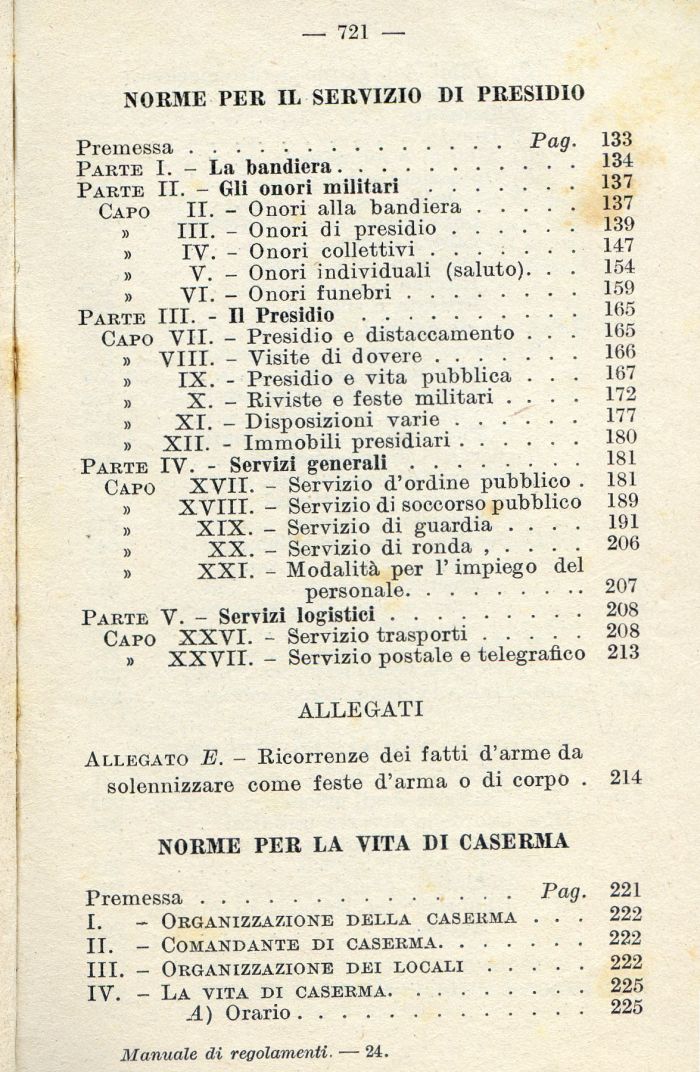 — 721 —
NORME PER IL SERVIZIO DI PRESIDIO
Premessa . . . . . . . . . . . . . . . Pag. 133
PARTE I. – La bandiera. . . . . . . . . . . 134
PARTE II. – Gli onori militari . . . . . . . 137
CAPO II. – Onori alla bandiera . . . . . 137
» III. – Onori di presidio . . . . . . 139
» IV. – Onori collettivi . . . . . . . 147
» V. – Onori individuali (saluto). . . 154
» VI. – Onori funebri . . . . . . . . 159
PARTE III. - Il Presidio . . . . . . . . . . 165
CAPO VII. – Presidio e distaccamento . . . 165
» VIII. – Visite di dovere . . . . . . . 166
» IX. - Presidio e vita pubblica . . . 167
» X. – Riviste e feste militari . . . . 172
» XI. – Disposizioni varie . . . . . . 177
» XII. - Immobili presidiari . . . . . . 180
PARTE IV. - Servizi generali . . . . . . . . 181
CAPO XVII. – Servizio d'ordine pubblico . 181
» XVIII. – Servizio di soccorso pubblico 189
» XIX. – Servizio di guardia . . . . 191
» XX. – Servizio di ronda , . . . . 206
» XXI. – Modalità per l'impiego del
personale. . . . . . . . . . 207
PARTE V. – Servizi logistici . . . . . . . . . 208
CAPO XXVI. – Servizio trasporti . . . . . 208
» XXVII. – Servizio postale e telegrafico 213
ALLEGATI
ALLEGATO E. – Ricorrenze dei fatti d'arme da
solennizzare come feste d'arma o di corpo . 214
NORME PER LA VITA DI CASERMA
Premessa . . . . . . . . . . . . . . Pag. 221
I. – ORGANIZZAZIONE DELLA CASERMA . . . 222
II. – COMANDANTE DI CASERMA. . . . . . . 222
III. – ORGANIZZAZIONE DEI LOCALI . . . . . 222
IV. – LA VITA DI CASERMA. . . . . . . . . 225
A) Orario . . . . . . . . . . . . . 225
Manuale di regolamenti. — 24.